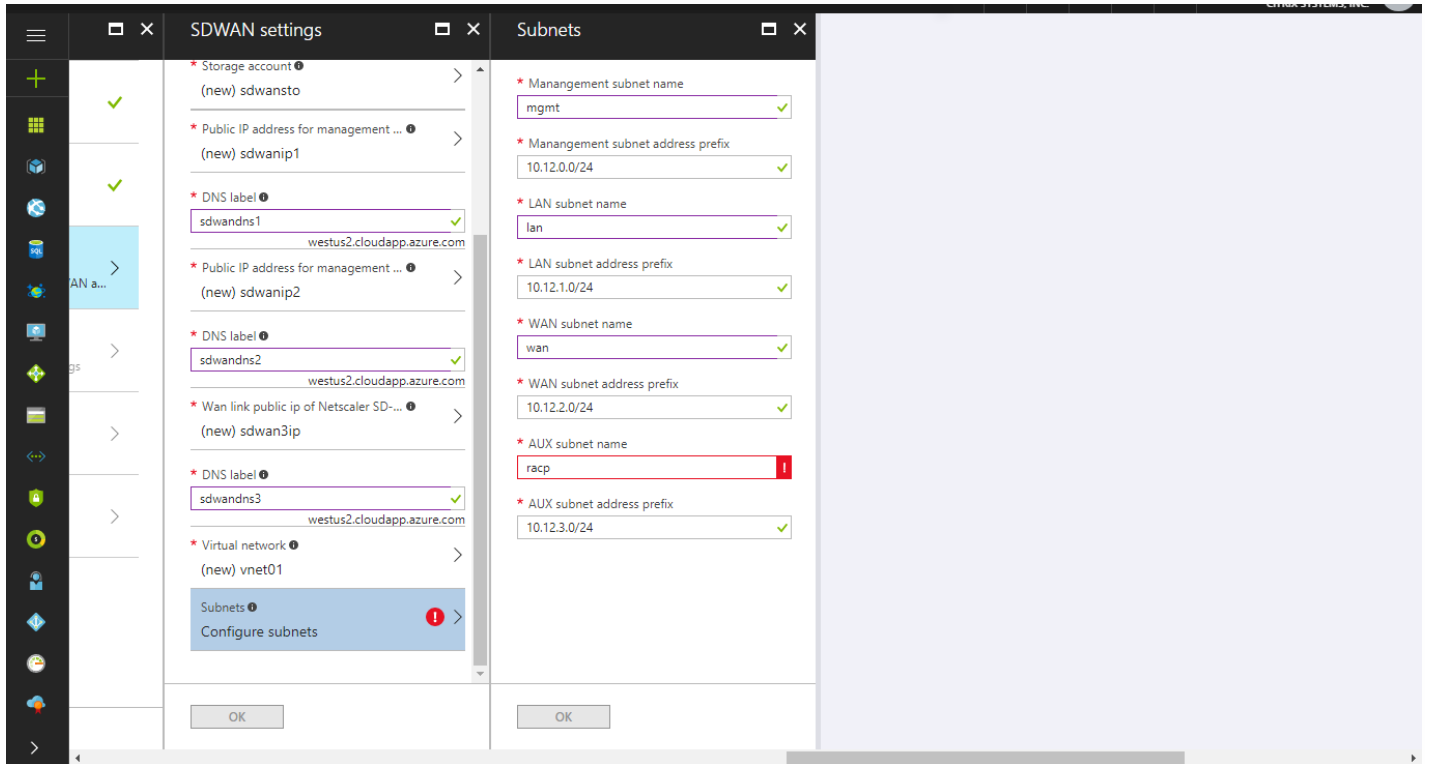 CITRIX SYSTEMS, INC.
SDWAN settings
Subnets
AN a...
gs
* Storage account
(new) sdwansto
* Public IP address for management ...
(new) sdwanip1
* DNS label
sdwandns1
westus2.cloudapp.azure.com
* Public IP address for management ...
(new) sdwanip2
* DNS label
sdwandns2
westus2.cloudapp.azure.com
* Wan link public ip of Netscaler SD-...
(new) sdwan3ip
* DNS label
sdwandns3
westus2.cloudapp.azure.com
* Virtual network
(new) vnet01
Subnets
Configure subnets
OK
* Manangement subnet name
mgmt
* Manangement subnet address prefix
10.12.0.0/24
* LAN subnet name
lan
* LAN subnet address prefix
10.12.1.0/24
* WAN subnet name
wan
* WAN subnet address prefix
10.12.2.0/24
* AUX subnet name
racp
* AUX subnet address prefix
10.12.3.0/24
OK